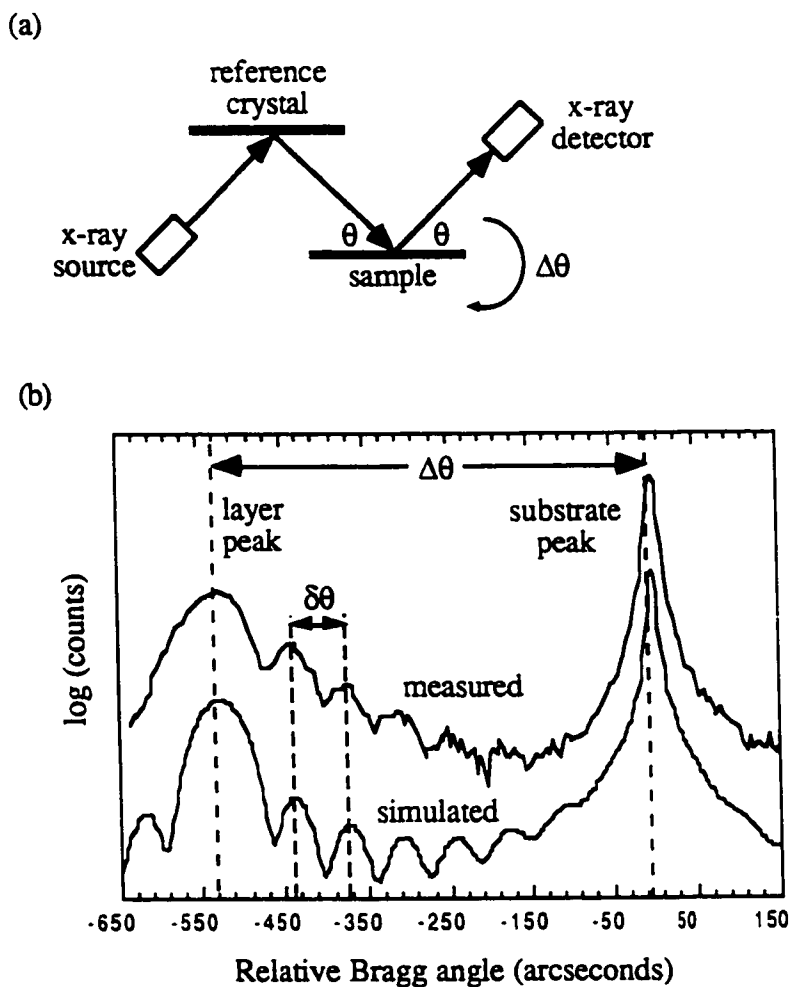 (a)
reference
crystal
x-ray
detector
x-ray
source
θ θ
sample
Δθ
(b)
Δθ
layer
peak
substrate
peak
δθ
measured
simulated
log (counts)
-650 -550 -450 -350 -250 -150 -50 50 150
Relative Bragg angle (arcseconds)